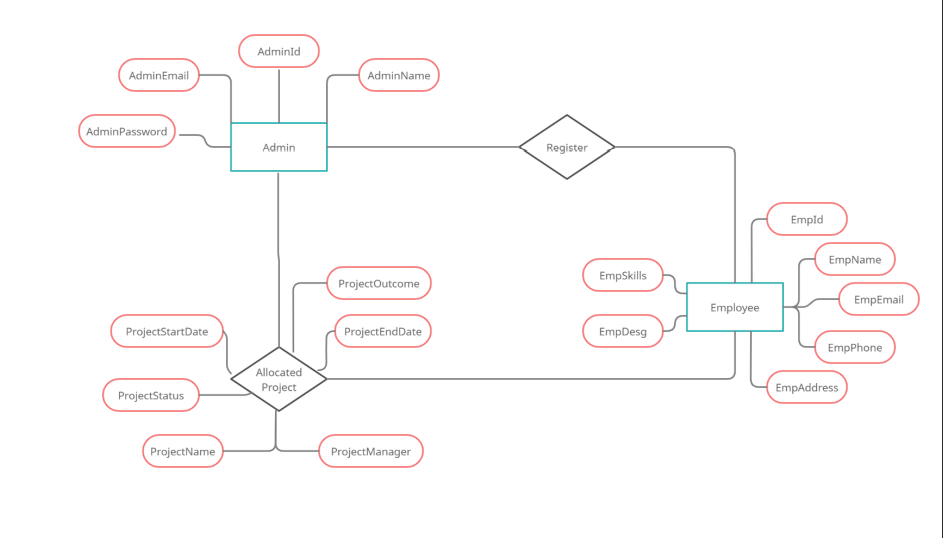 AdminId
AdminEmail
AdminName
AdminPassword
Admin
Register
EmpId
EmpName
EmpSkills
EmpEmail
Employee
EmpDesg
EmpPhone
EmpAddress
ProjectOutcome
ProjectStartDate
ProjectEndDate
Allocated
Project
ProjectStatus
ProjectName
ProjectManager